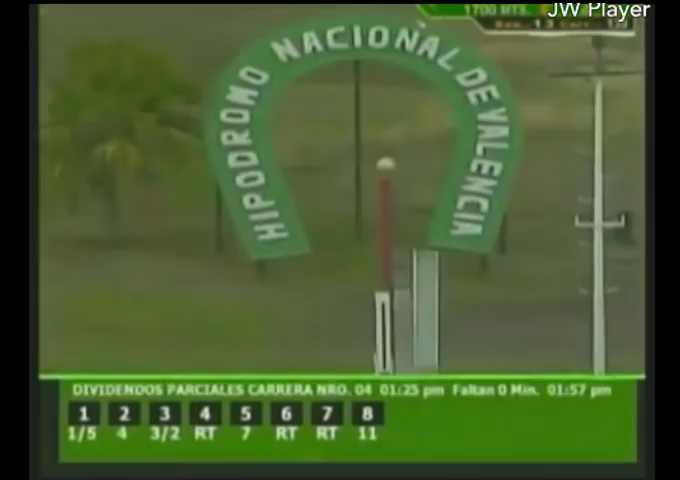 JW Player
1700 MTS.
HIPODROMO NACIONAL DE VALENCIA
DIVIDENDOS PARCIALES CARRERA NRO. 04 01:25 pm Faltan 0 Min. 01:57 pm
1 2 3 4 5 6 7 8
1/5 4 3/2 RT 7 RT RT 11